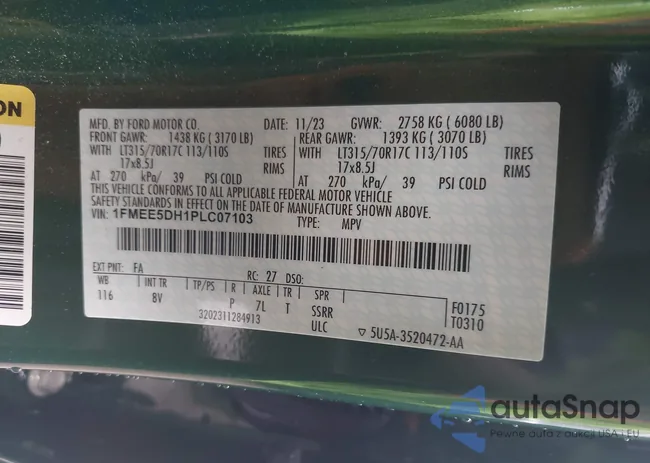 ON
MFD. BY FORD MOTOR CO. DATE: 11/23 GVWR: 2758 KG ( 6080 LB)
FRONT GAWR: 1438 KG ( 3170 LB) REAR GAWR: 1393 KG ( 3070 LB)
WITH LT315/70R17C 113/110S TIRES WITH LT315/70R17C 113/110S TIRES
17x8.5J RIMS 17x8.5J RIMS
AT 270 kPa/ 39 PSI COLD AT 270 kPa/ 39 PSI COLD
THIS VEHICLE CONFORMS TO ALL APPLICABLE FEDERAL MOTOR VEHICLE
SAFETY STANDARDS IN EFFECT ON THE DATE OF MANUFACTURE SHOWN ABOVE.
VIN: 1FMEE5DH1PLC07103 TYPE: MPV
EXT PNT: FA RC: 27 DSO:
WB INT TR TP/PS R AXLE TR SPR F0175
116 8V P 7L T SSRR T0310
3202311284913 ULC ▽ 5U5A-3520472-AA
autoSnap
Pewne auta z aukcji USA i EU